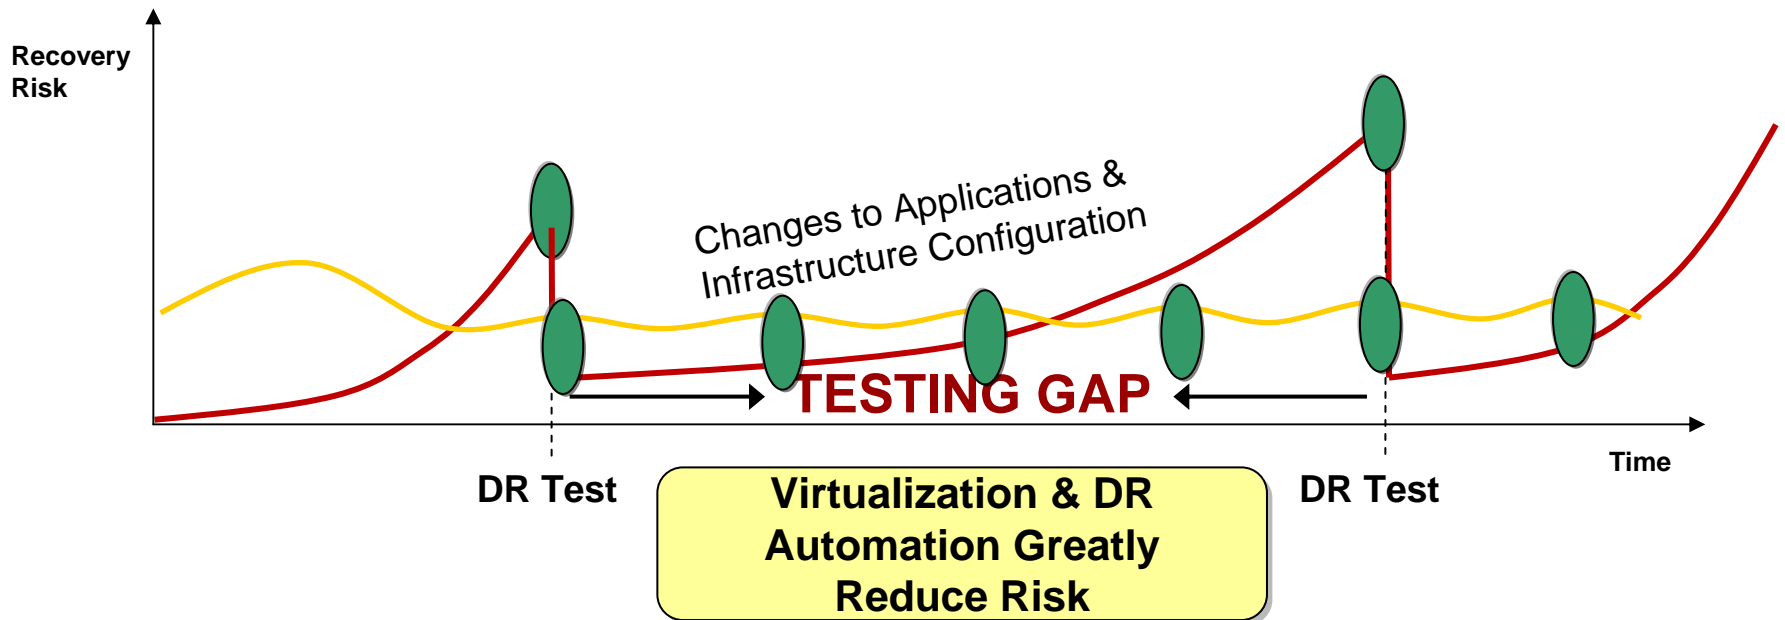 Recovery
Risk
Changes to Applications &
Infrastructure Configuration
TESTING GAP
Time
DR Test
DR Test
Virtualization & DR
Automation Greatly
Reduce Risk